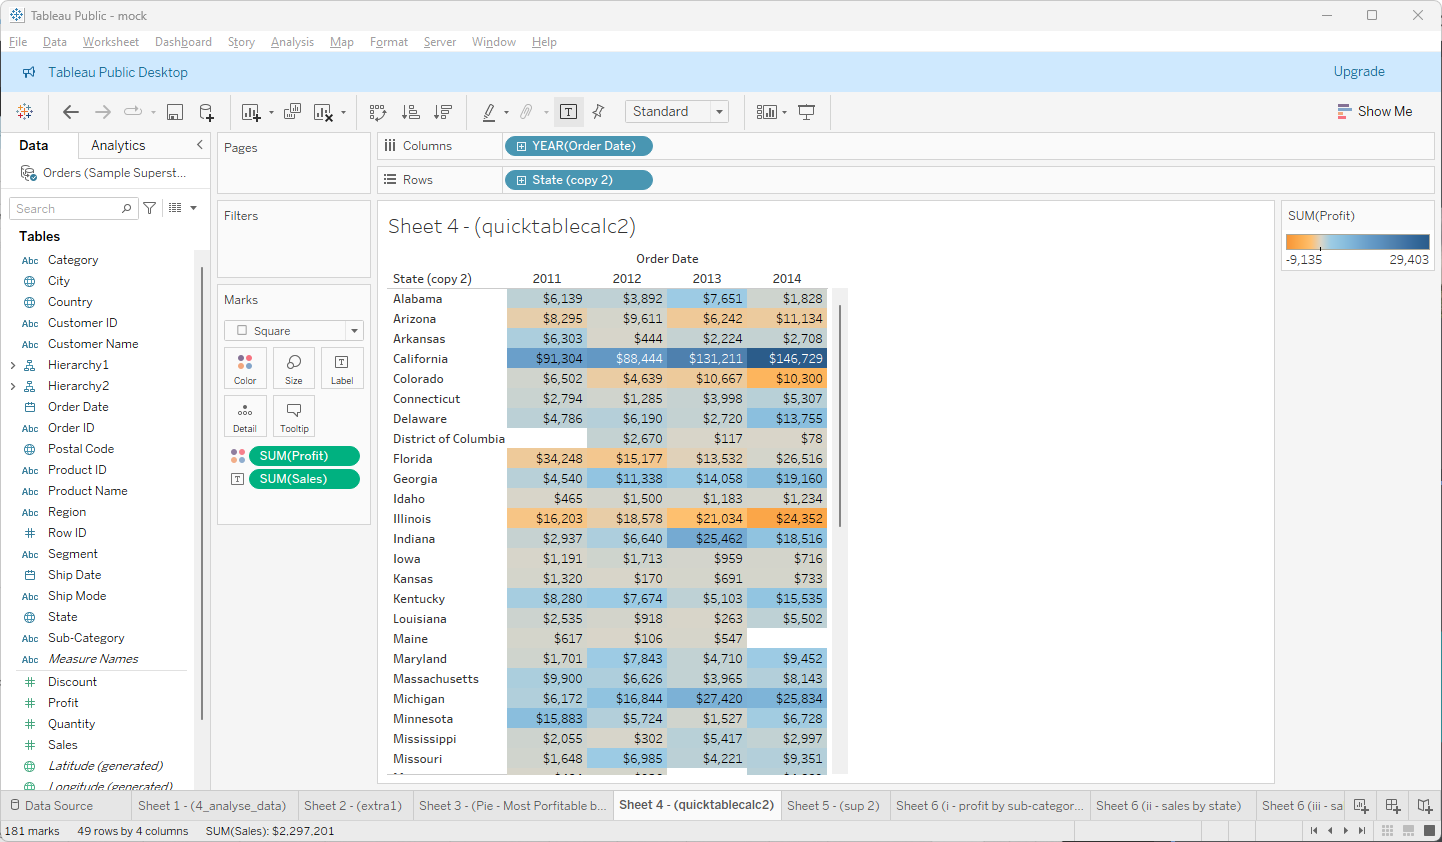 Tableau Public - mock
File Data Worksheet Dashboard Story Analysis Map Format Server Window Help
Tableau Public Desktop Upgrade
Standard Show Me
Data Analytics
Orders (Sample Superst...
Search
Tables
Abc Category
City
Country
Abc Customer ID
Abc Customer Name
Hierarchy1
Hierarchy2
Order Date
Abc Order ID
Postal Code
Abc Product ID
Abc Product Name
Abc Region
Row ID
Abc Segment
Ship Date
Abc Ship Mode
State
Abc Sub-Category
Abc Measure Names
Discount
Profit
Quantity
Sales
Latitude (generated)
Longitude (generated)
Pages
Filters
Marks
Square
Color Size Label
Detail Tooltip
SUM(Profit)
SUM(Sales)
Columns YEAR(Order Date)
Rows State (copy 2)
Sheet 4 - (quicktablecalc2)
Order Date
State (copy 2) 2011 2012 2013 2014
Alabama $6,139 $3,892 $7,651 $1,828
Arizona $8,295 $9,611 $6,242 $11,134
Arkansas $6,303 $444 $2,224 $2,708
California $91,304 $88,444 $131,211 $146,729
Colorado $6,502 $4,639 $10,667 $10,300
Connecticut $2,794 $1,285 $3,998 $5,307
Delaware $4,786 $6,190 $2,720 $13,755
District of Columbia $2,670 $117 $78
Florida $34,248 $15,177 $13,532 $26,516
Georgia $4,540 $11,338 $14,058 $19,160
Idaho $465 $1,500 $1,183 $1,234
Illinois $16,203 $18,578 $21,034 $24,352
Indiana $2,937 $6,640 $25,462 $18,516
Iowa $1,191 $1,713 $959 $716
Kansas $1,320 $170 $691 $733
Kentucky $8,280 $7,674 $5,103 $15,535
Louisiana $2,535 $918 $263 $5,502
Maine $617 $106 $547
Maryland $1,701 $7,843 $4,710 $9,452
Massachusetts $9,900 $6,626 $3,965 $8,143
Michigan $6,172 $16,844 $27,420 $25,834
Minnesota $15,883 $5,724 $1,527 $6,728
Mississippi $2,055 $302 $5,417 $2,997
Missouri $1,648 $6,985 $4,221 $9,351
SUM(Profit)
-9,135 29,403
Data Source Sheet 1 - (4_analyse_data) Sheet 2 - (extra1) Sheet 3 - (Pie - Most Porfitable b... Sheet 4 - (quicktablecalc2) Sheet 5 - (sup 2) Sheet 6 (i - profit by sub-categor... Sheet 6 (ii - sales by state) Sheet 6 (iii - sa
181 marks 49 rows by 4 columns SUM(Sales): $2,297,201